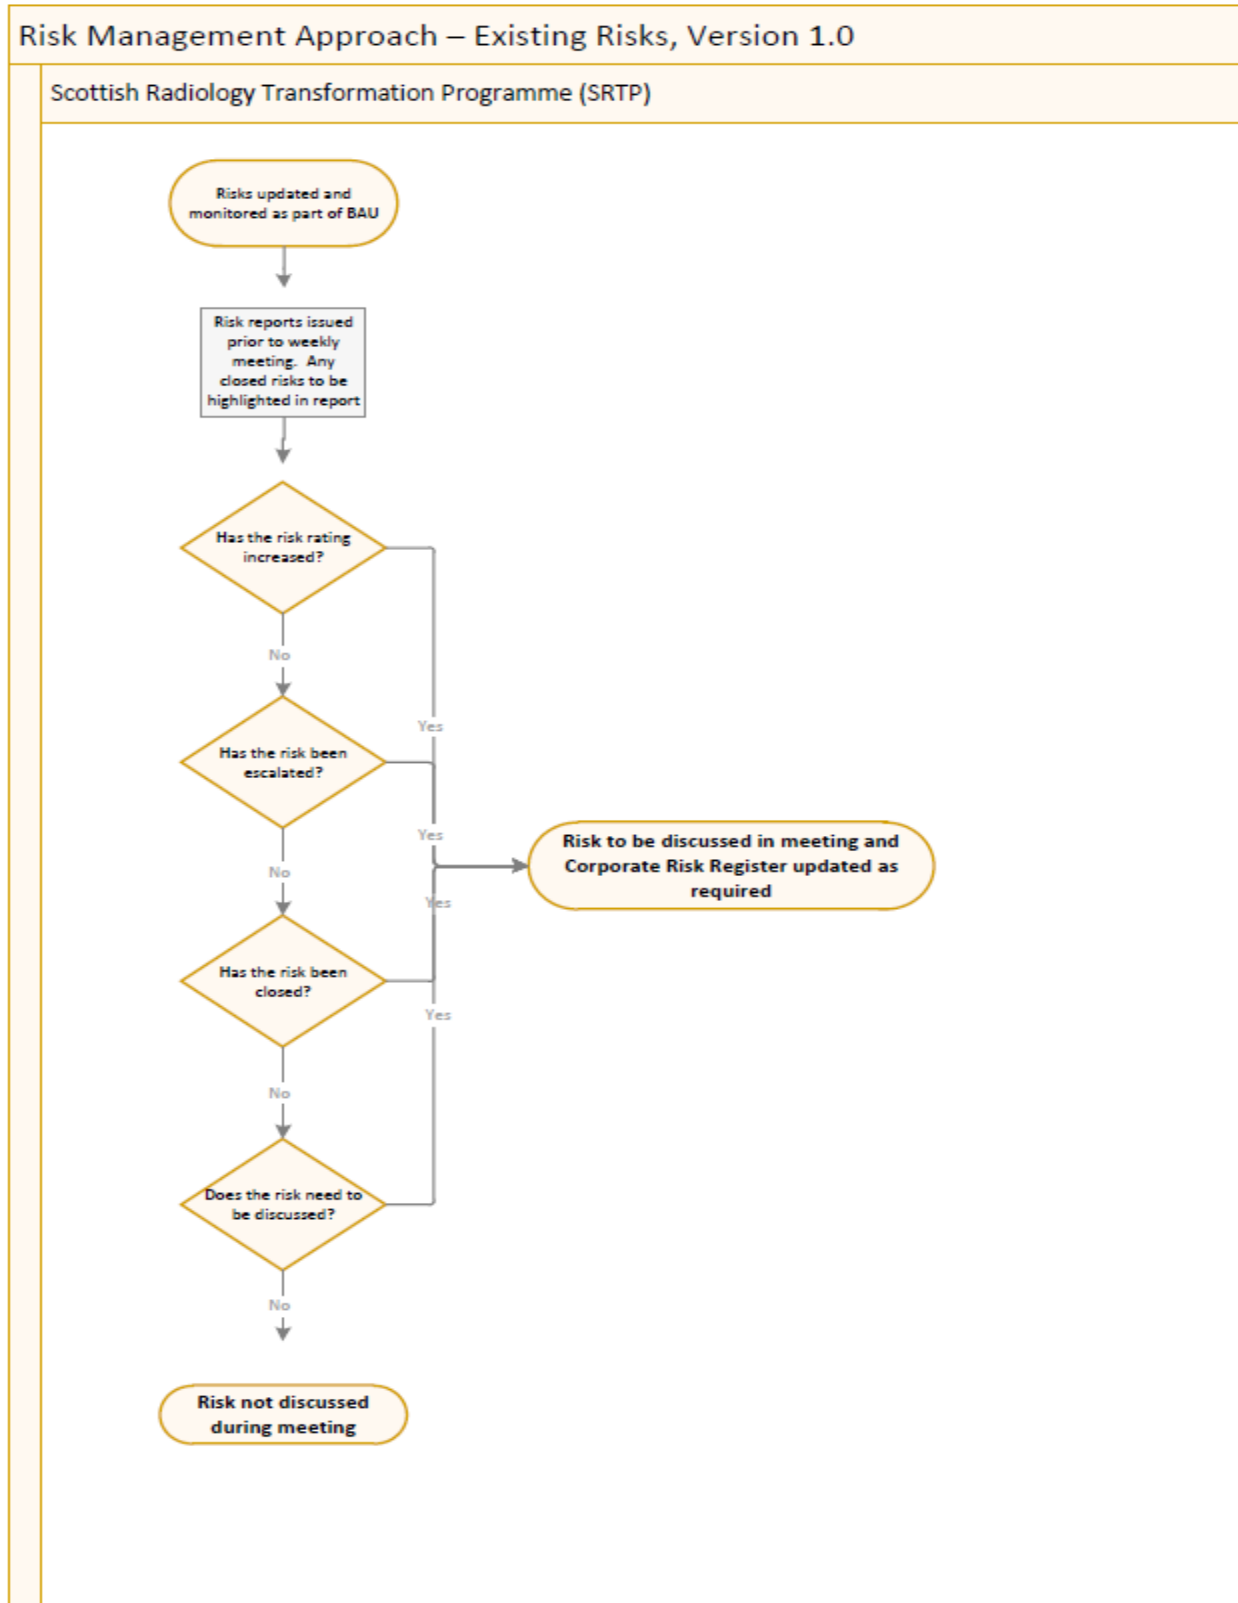 Risk Management Approach – Existing Risks, Version 1.0
Scottish Radiology Transformation Programme (SRTP)
Risks updated and
monitored as part of BAU
Risk reports issued
prior to weekly
meeting. Any
closed risks to be
highlighted in report
Has the risk rating
increased?
No
Yes
Has the risk been
escalated?
Yes
Risk to be discussed in meeting and
Corporate Risk Register updated as
required
No
Yes
Has the risk been
closed?
Yes
No
Does the risk need to
be discussed?
No
Risk not discussed
during meeting